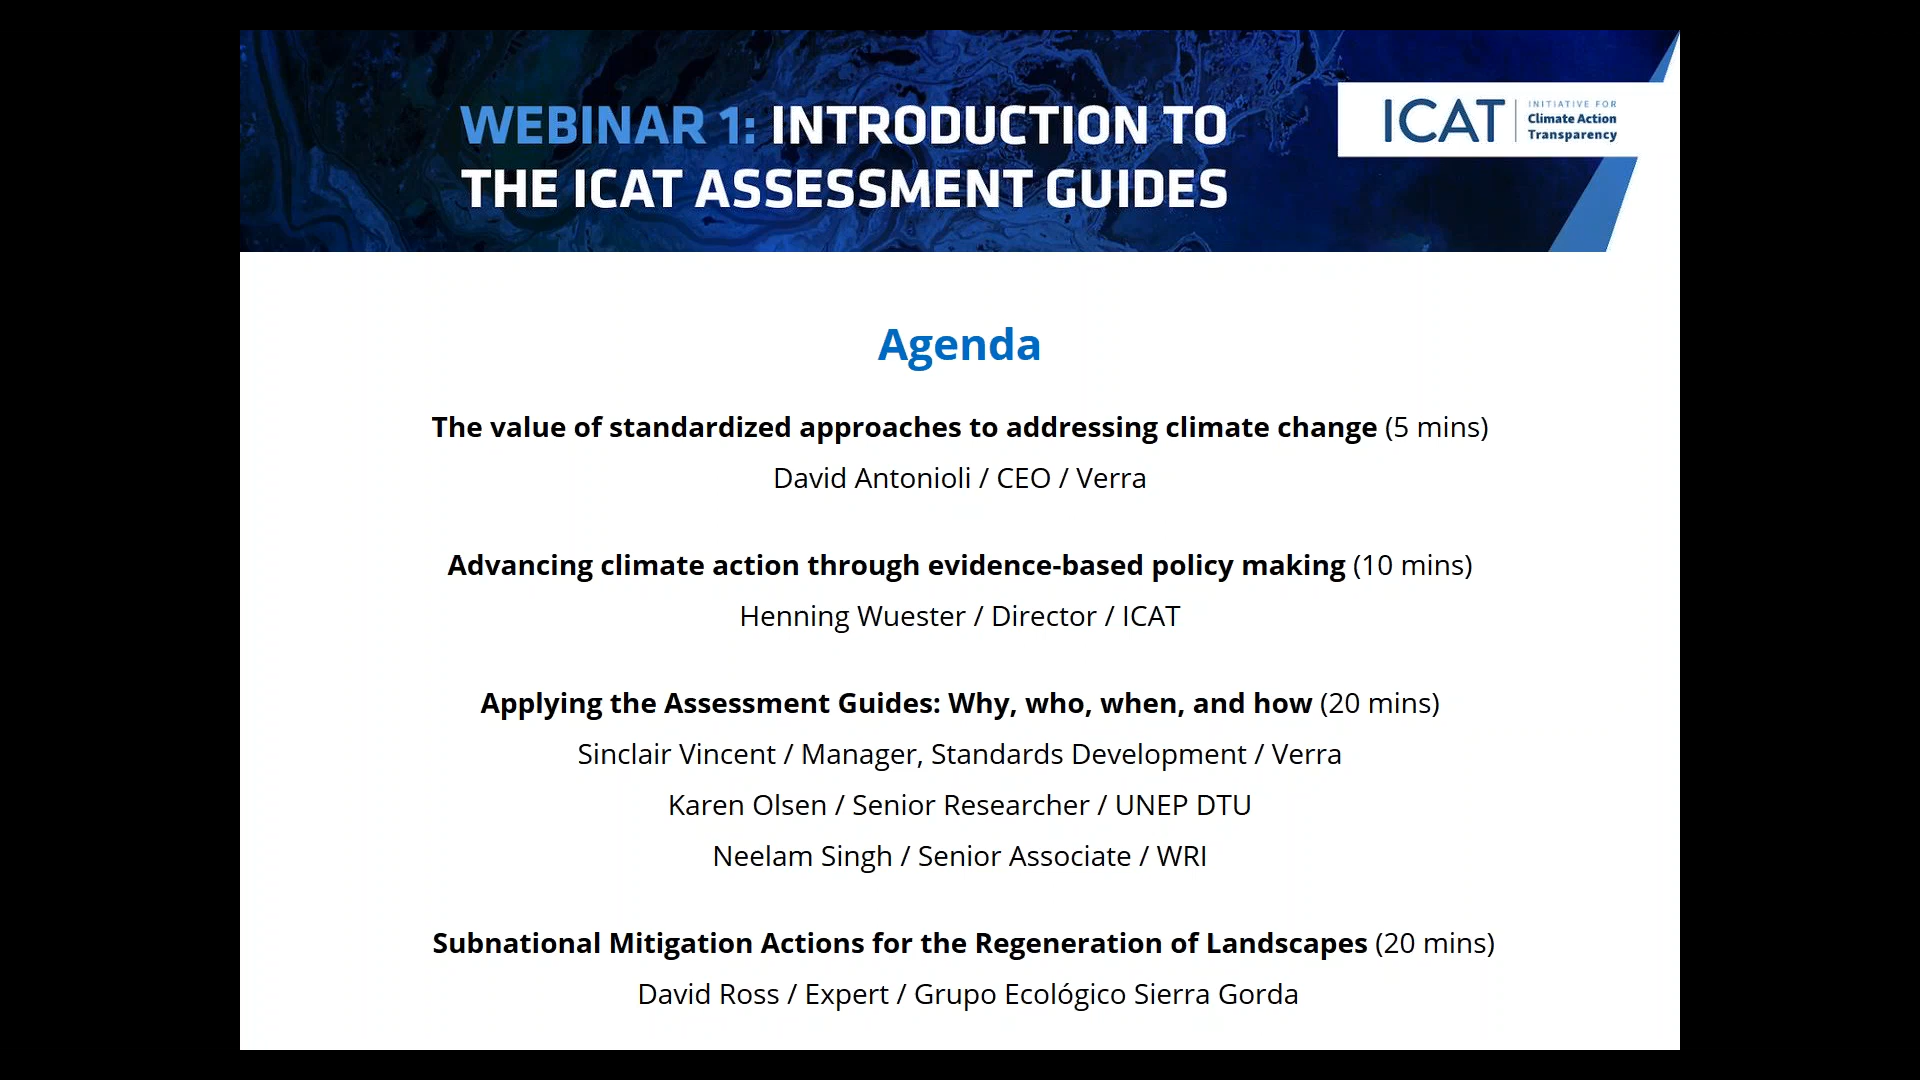 WEBINAR 1: INTRODUCTION TO
THE ICAT ASSESSMENT GUIDES
ICAT
INITIATIVE FOR
Climate Action
Transparency
Agenda
The value of standardized approaches to addressing climate change (5 mins)
David Antonioli / CEO / Verra
Advancing climate action through evidence-based policy making (10 mins)
Henning Wuester / Director / ICAT
Applying the Assessment Guides: Why, who, when, and how (20 mins)
Sinclair Vincent / Manager, Standards Development / Verra
Karen Olsen / Senior Researcher / UNEP DTU
Neelam Singh / Senior Associate / WRI
Subnational Mitigation Actions for the Regeneration of Landscapes (20 mins)
David Ross / Expert / Grupo Ecológico Sierra Gorda